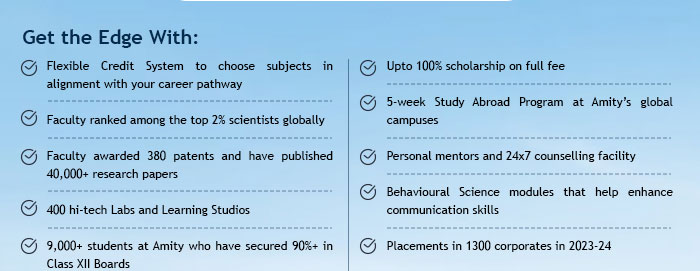 Get the Edge With:
Flexible Credit System to choose subjects in
alignment with your career pathway
Faculty ranked among the top 2% scientists globally
Faculty awarded 380 patents and have published
40,000+ research papers
400 hi-tech Labs and Learning Studios
9,000+ students at Amity who have secured 90%+ in
Class XII Boards
Upto 100% scholarship on full fee
5-week Study Abroad Program at Amity's global
campuses
Personal mentors and 24x7 counselling facility
Behavioural Science modules that help enhance
communication skills
Placements in 1300 corporates in 2023-24